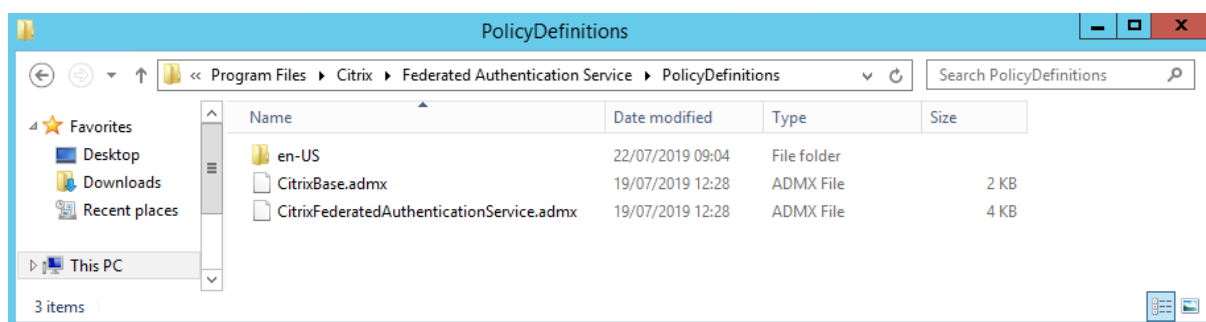 PolicyDefinitions
« Program Files ▸ Citrix ▸ Federated Authentication Service ▸ PolicyDefinitions
Search PolicyDefinitions
Favorites
Desktop
Downloads
Recent places
This PC
Name Date modified Type Size
en-US 22/07/2019 09:04 File folder
CitrixBase.admx 19/07/2019 12:28 ADMX File 2 KB
CitrixFederatedAuthenticationService.admx 19/07/2019 12:28 ADMX File 4 KB
3 items